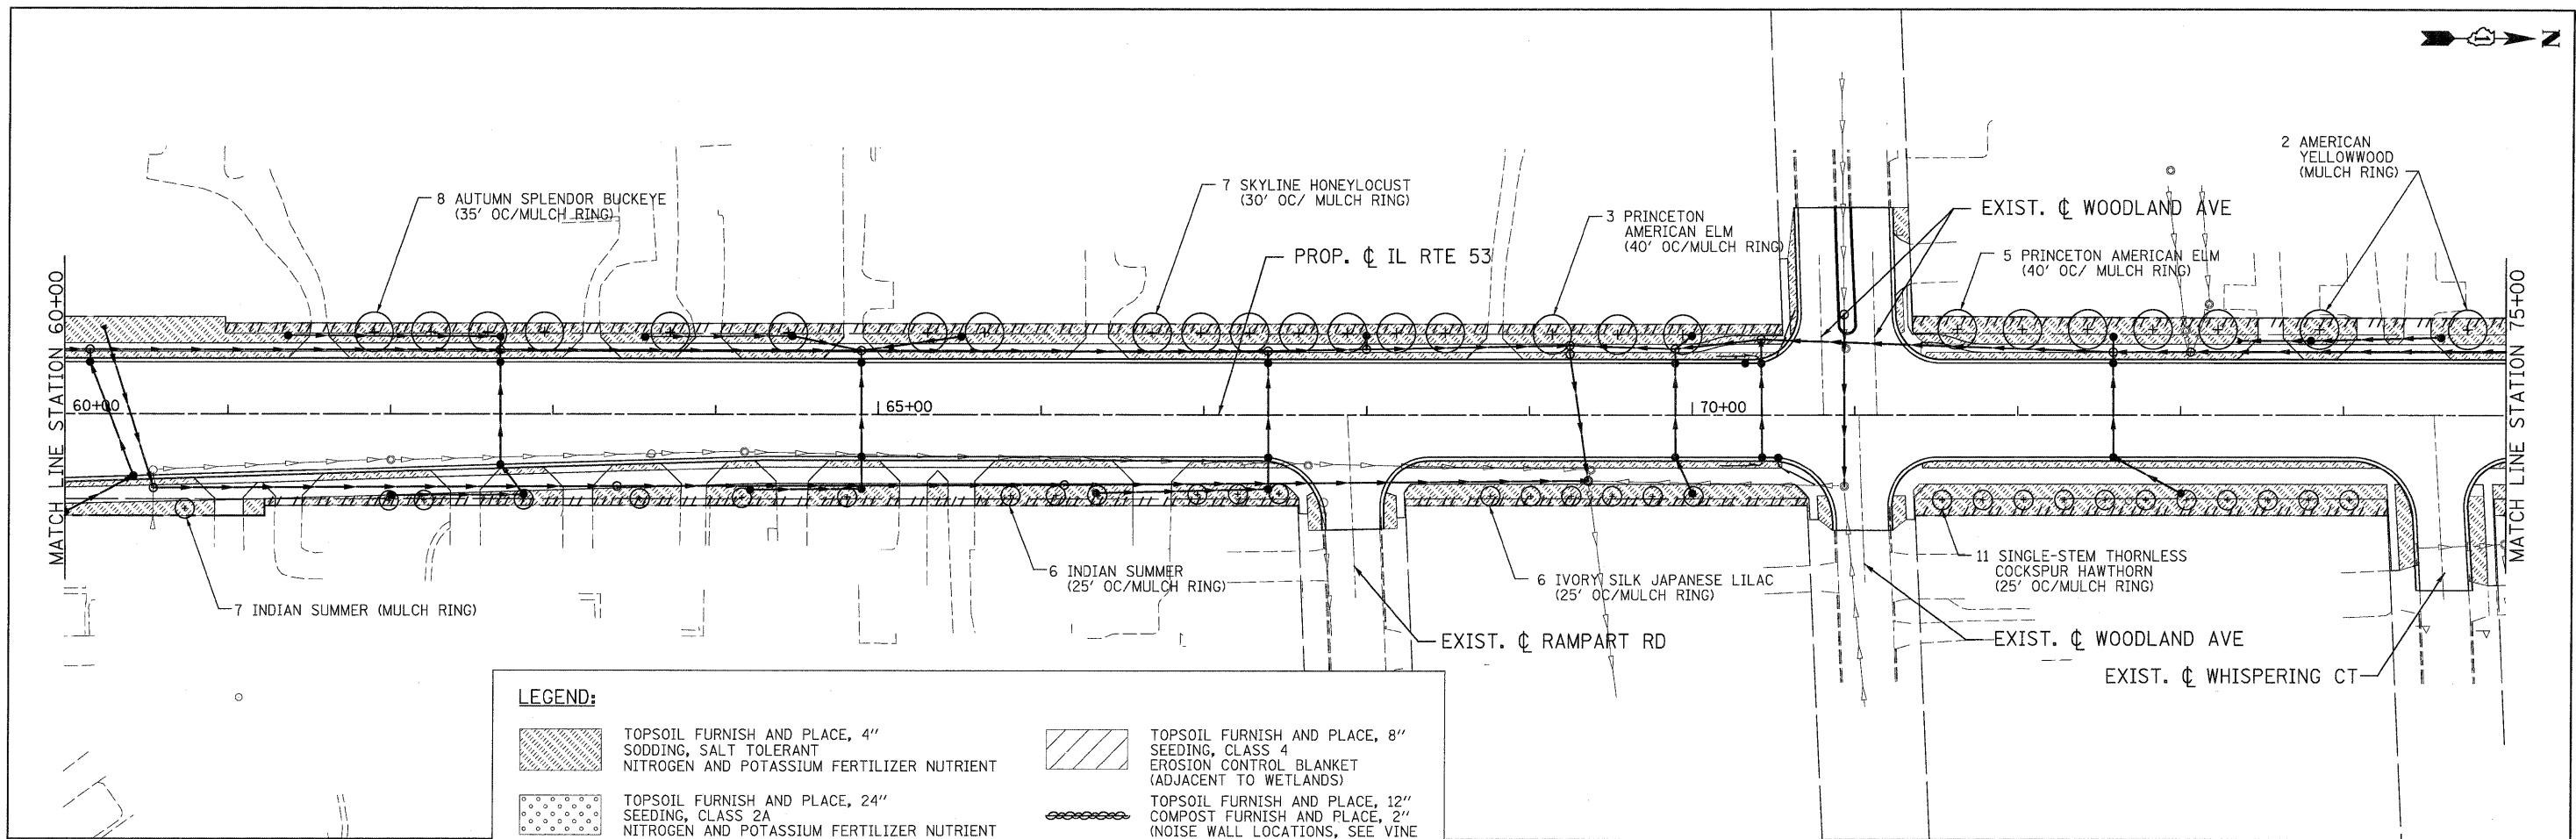 N
2 AMERICAN
YELLOWWOOD
(MULCH RING)
8 AUTUMN SPLENDOR BUCKEYE
(35' OC/MULCH RING)
7 SKYLINE HONEYLOCUST
(30' OC/ MULCH RING)
3 PRINCETON
AMERICAN ELM
(40' OC/MULCH RING)
EXIST. ℄ WOODLAND AVE
PROP. ℄ IL RTE 53
5 PRINCETON AMERICAN ELM
(40' OC/ MULCH RING)
MATCH LINE STATION 60+00
60+00
65+00
70+00
MATCH LINE STATION 75+00
7 INDIAN SUMMER (MULCH RING)
6 INDIAN SUMMER
(25' OC/MULCH RING)
6 IVORY SILK JAPANESE LILAC
(25' OC/MULCH RING)
11 SINGLE-STEM THORNLESS
COCKSPUR HAWTHORN
(25' OC/MULCH RING)
EXIST. ℄ RAMPART RD
EXIST. ℄ WOODLAND AVE
EXIST. ℄ WHISPERING CT
LEGEND:
TOPSOIL FURNISH AND PLACE, 4"
SODDING, SALT TOLERANT
NITROGEN AND POTASSIUM FERTILIZER NUTRIENT
TOPSOIL FURNISH AND PLACE, 24"
SEEDING, CLASS 2A
NITROGEN AND POTASSIUM FERTILIZER NUTRIENT
TOPSOIL FURNISH AND PLACE, 8"
SEEDING, CLASS 4
EROSION CONTROL BLANKET
(ADJACENT TO WETLANDS)
TOPSOIL FURNISH AND PLACE, 12"
COMPOST FURNISH AND PLACE, 2"
(NOISE WALL LOCATIONS, SEE VINE